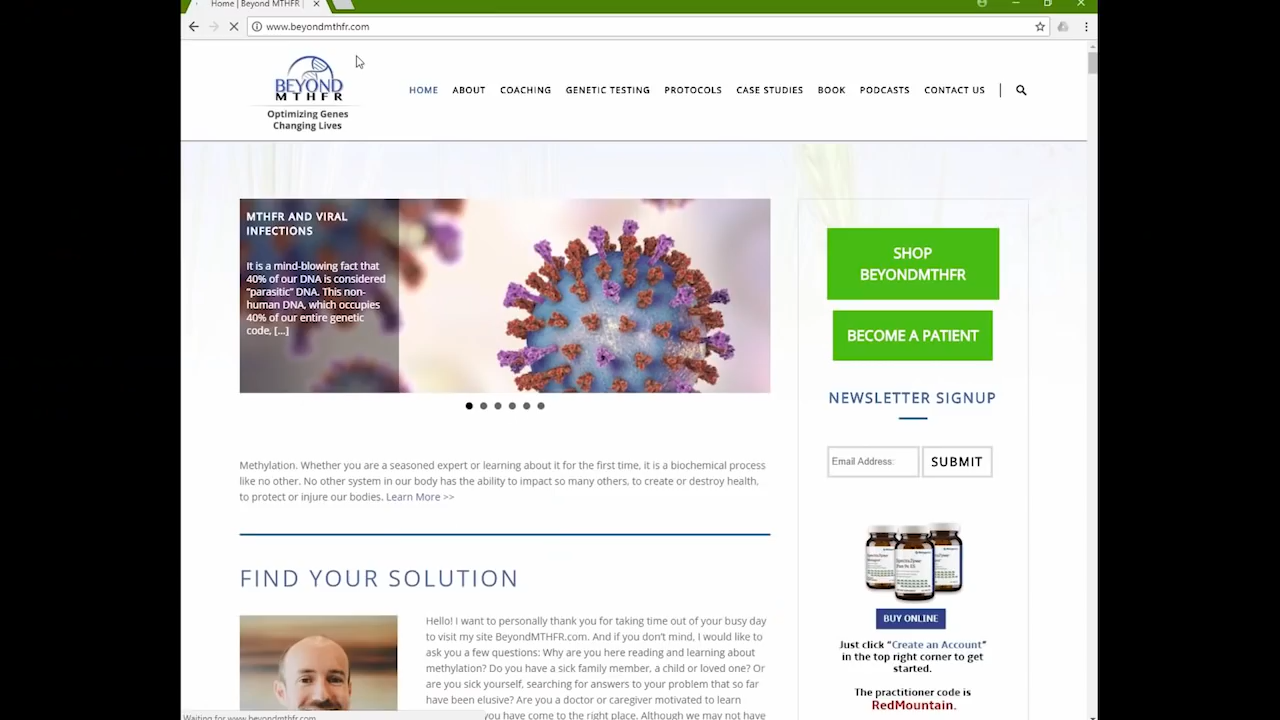 Home | Beyond MTHFR |
www.beyondmthfr.com
BEYOND
MTHFR
Optimizing Genes
Changing Lives
HOME ABOUT COACHING GENETIC TESTING PROTOCOLS CASE STUDIES BOOK PODCASTS CONTACT US
MTHFR AND VIRAL
INFECTIONS
It is a mind-blowing fact that
40% of our DNA is considered
"parasitic" DNA. This non-
human DNA, which occupies
40% of our entire genetic
code, [...]
SHOP
BEYONDMTHFR
BECOME A PATIENT
NEWSLETTER SIGNUP
Email Address:
SUBMIT
Methylation. Whether you are a seasoned expert or learning about it for the first time, it is a biochemical process
like no other. No other system in our body has the ability to impact so many others, to create or destroy health,
to protect or injure our bodies. Learn More >>
FIND YOUR SOLUTION
Hello! I want to personally thank you for taking time out of your busy day
to visit my site BeyondMTHFR.com. And if you don't mind, I would like to
ask you a few questions: Why are you here reading and learning about
methylation? Do you have a sick family member, a child or loved one? Or
are you sick yourself, searching for answers to your problem that so far
have been elusive? Are you a doctor or caregiver motivated to learn
you have come to the right place. Although we may not have
BUY ONLINE
Just click "Create an Account"
in the top right corner to get
started.
The practitioner code is
RedMountain.
Waiting for www.beyondmthfr.com